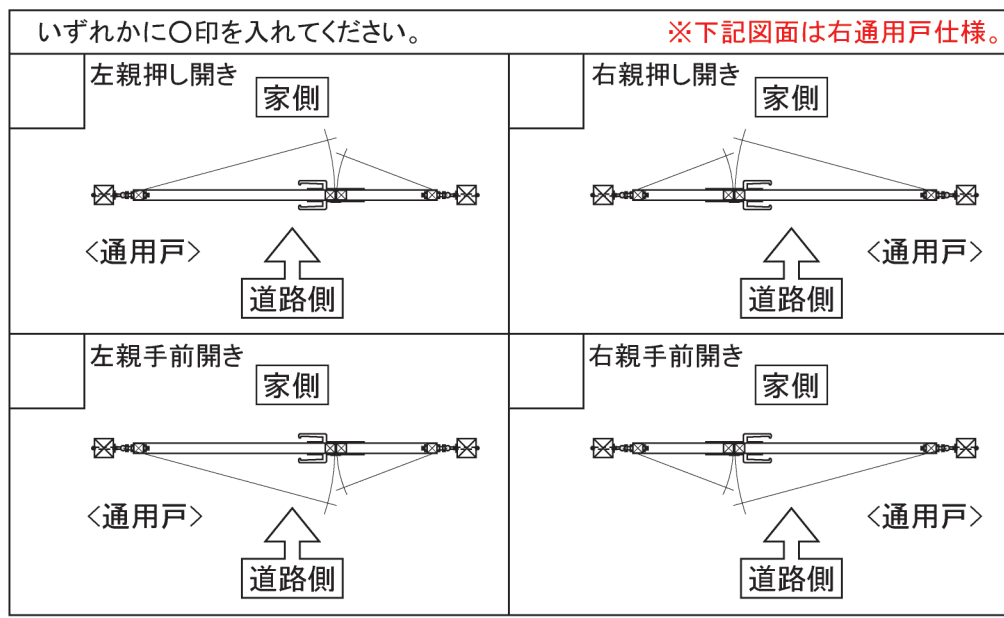 いずれかに〇印を入れてください。
※下記図面は右通用戸仕様。
左親押し開き
家側
<通用戸>
道路側
右親押し開き
家側
<通用戸>
道路側
左親手前開き
家側
<通用戸>
道路側
右親手前開き
家側
<通用戸>
道路側